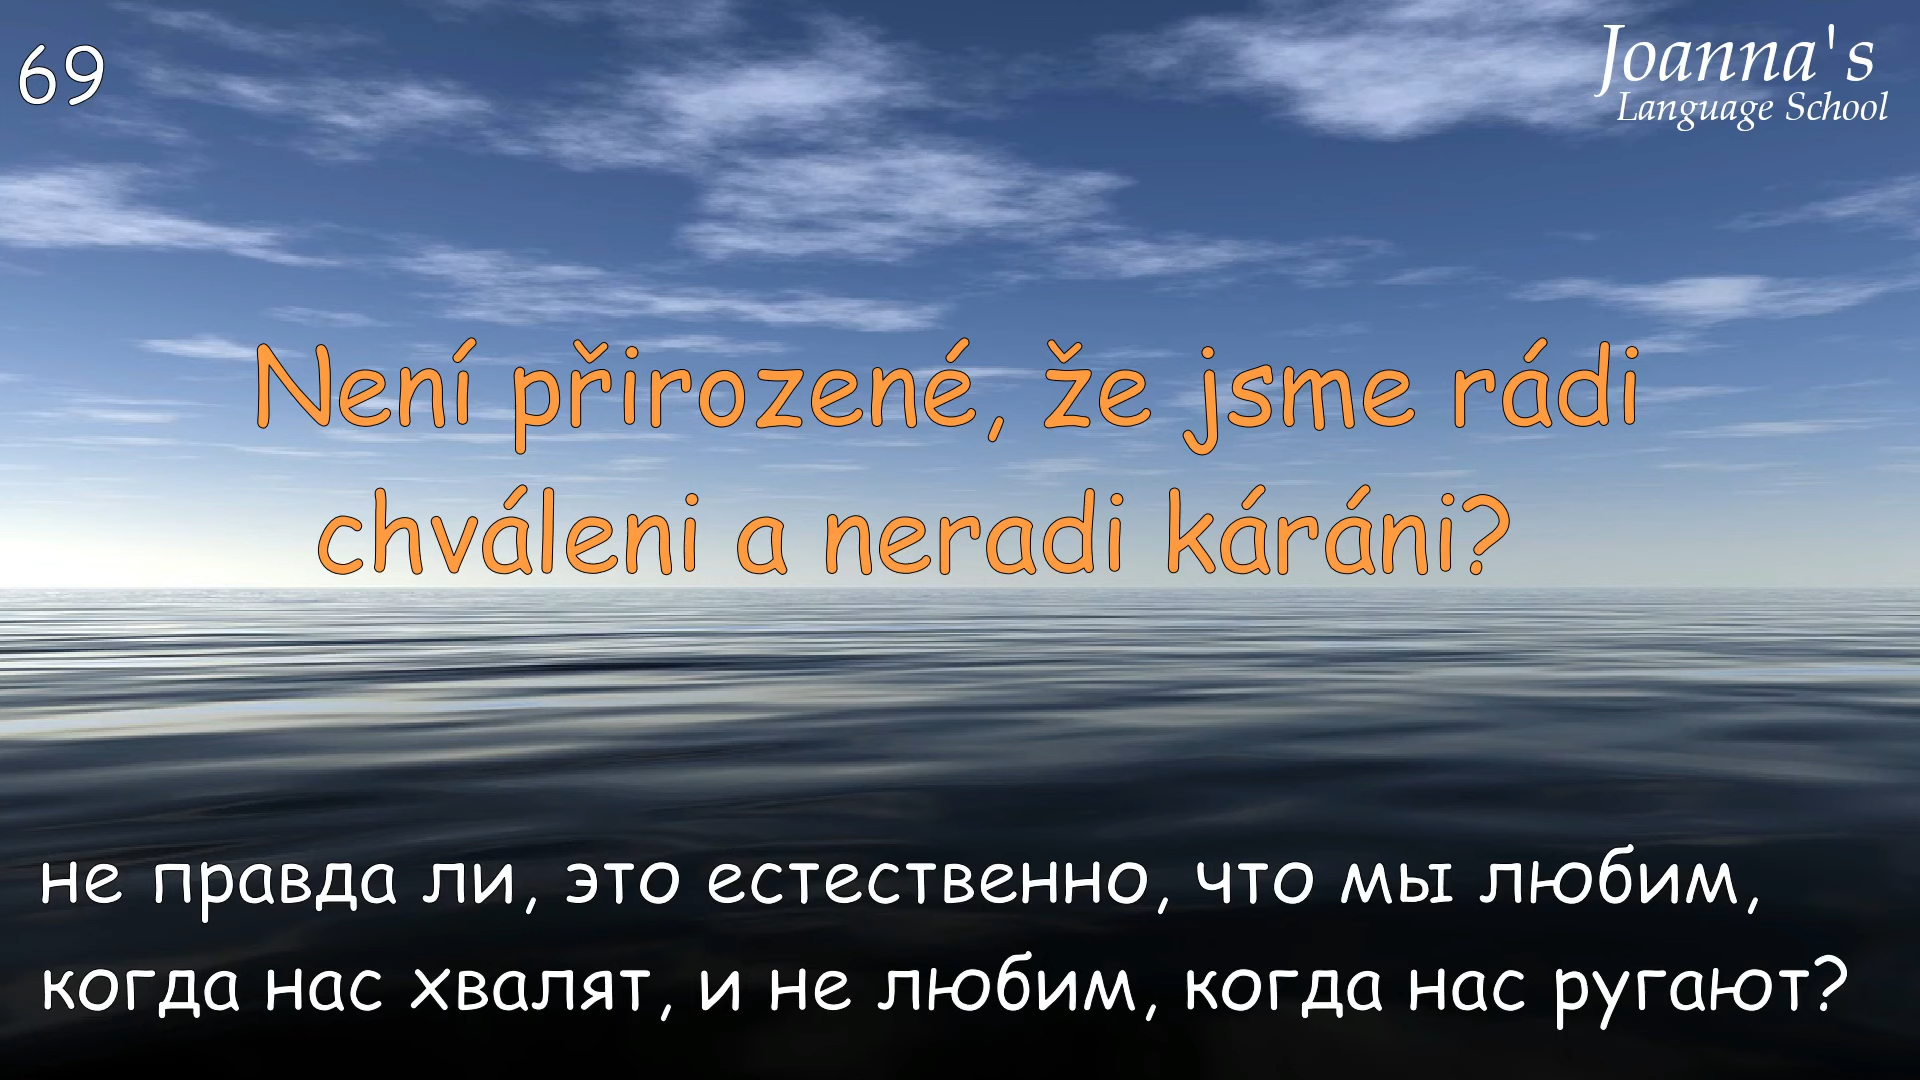 69
Joanna's
Language School
Není přirozené, že jsme rádi
chváleni a neradi káráni?
не правда ли, это естественно, что мы любим,
когда нас хвалят, и не любим, когда нас ругают?